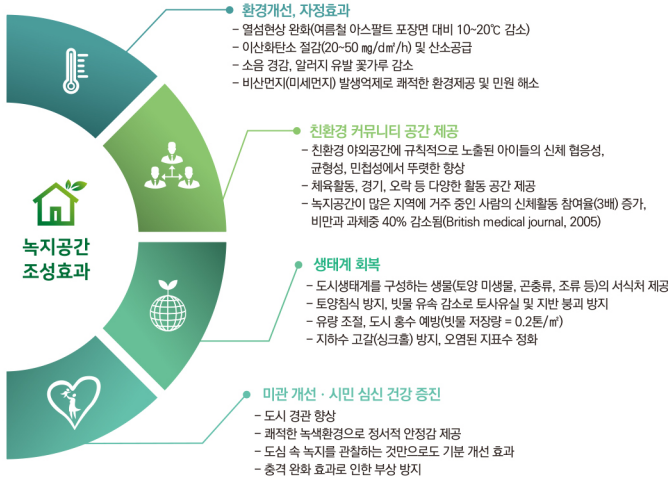 환경개선, 자정효과
- 열섬현상 완화(여름철 아스팔트 포장면 대비 10~20℃ 감소)
- 이산화탄소 절감(20~50 ㎎/d㎡/h) 및 산소공급
- 소음 경감, 알러지 유발 꽃가루 감소
- 비산먼지(미세먼지) 발생억제로 쾌적한 환경제공 및 민원 해소
친환경 커뮤니티 공간 제공
- 친환경 야외공간에 규칙적으로 노출된 아이들의 신체 협응성,
균형성, 민첩성에서 뚜렷한 향상
- 체육활동, 경기, 오락 등 다양한 활동 공간 제공
- 녹지공간이 많은 지역에 거주 중인 사람의 신체활동 참여율(3배) 증가,
비만과 과체중 40% 감소됨(British medical journal, 2005)
녹지공간
조성효과
생태계 회복
- 도시생태계를 구성하는 생물(토양 미생물, 곤충류, 조류 등)의 서식처 제공
- 토양침식 방지, 빗물 유속 감소로 토사유실 및 지반 붕괴 방지
- 유량 조절, 도시 홍수 예방(빗물 저장량 = 0.2톤/㎡)
- 지하수 고갈(싱크홀) 방지, 오염된 지표수 정화
미관 개선 · 시민 심신 건강 증진
- 도시 경관 향상
- 쾌적한 녹색환경으로 정서적 안정감 제공
- 도심 속 녹지를 관찰하는 것만으로도 기분 개선 효과
- 충격 완화 효과로 인한 부상 방지